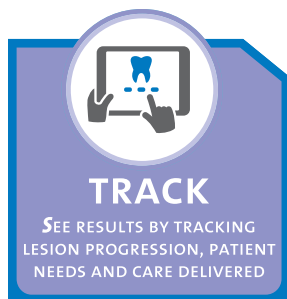 TRACK
SEE RESULTS BY TRACKING
LESION PROGRESSION, PATIENT
NEEDS AND CARE DELIVERED